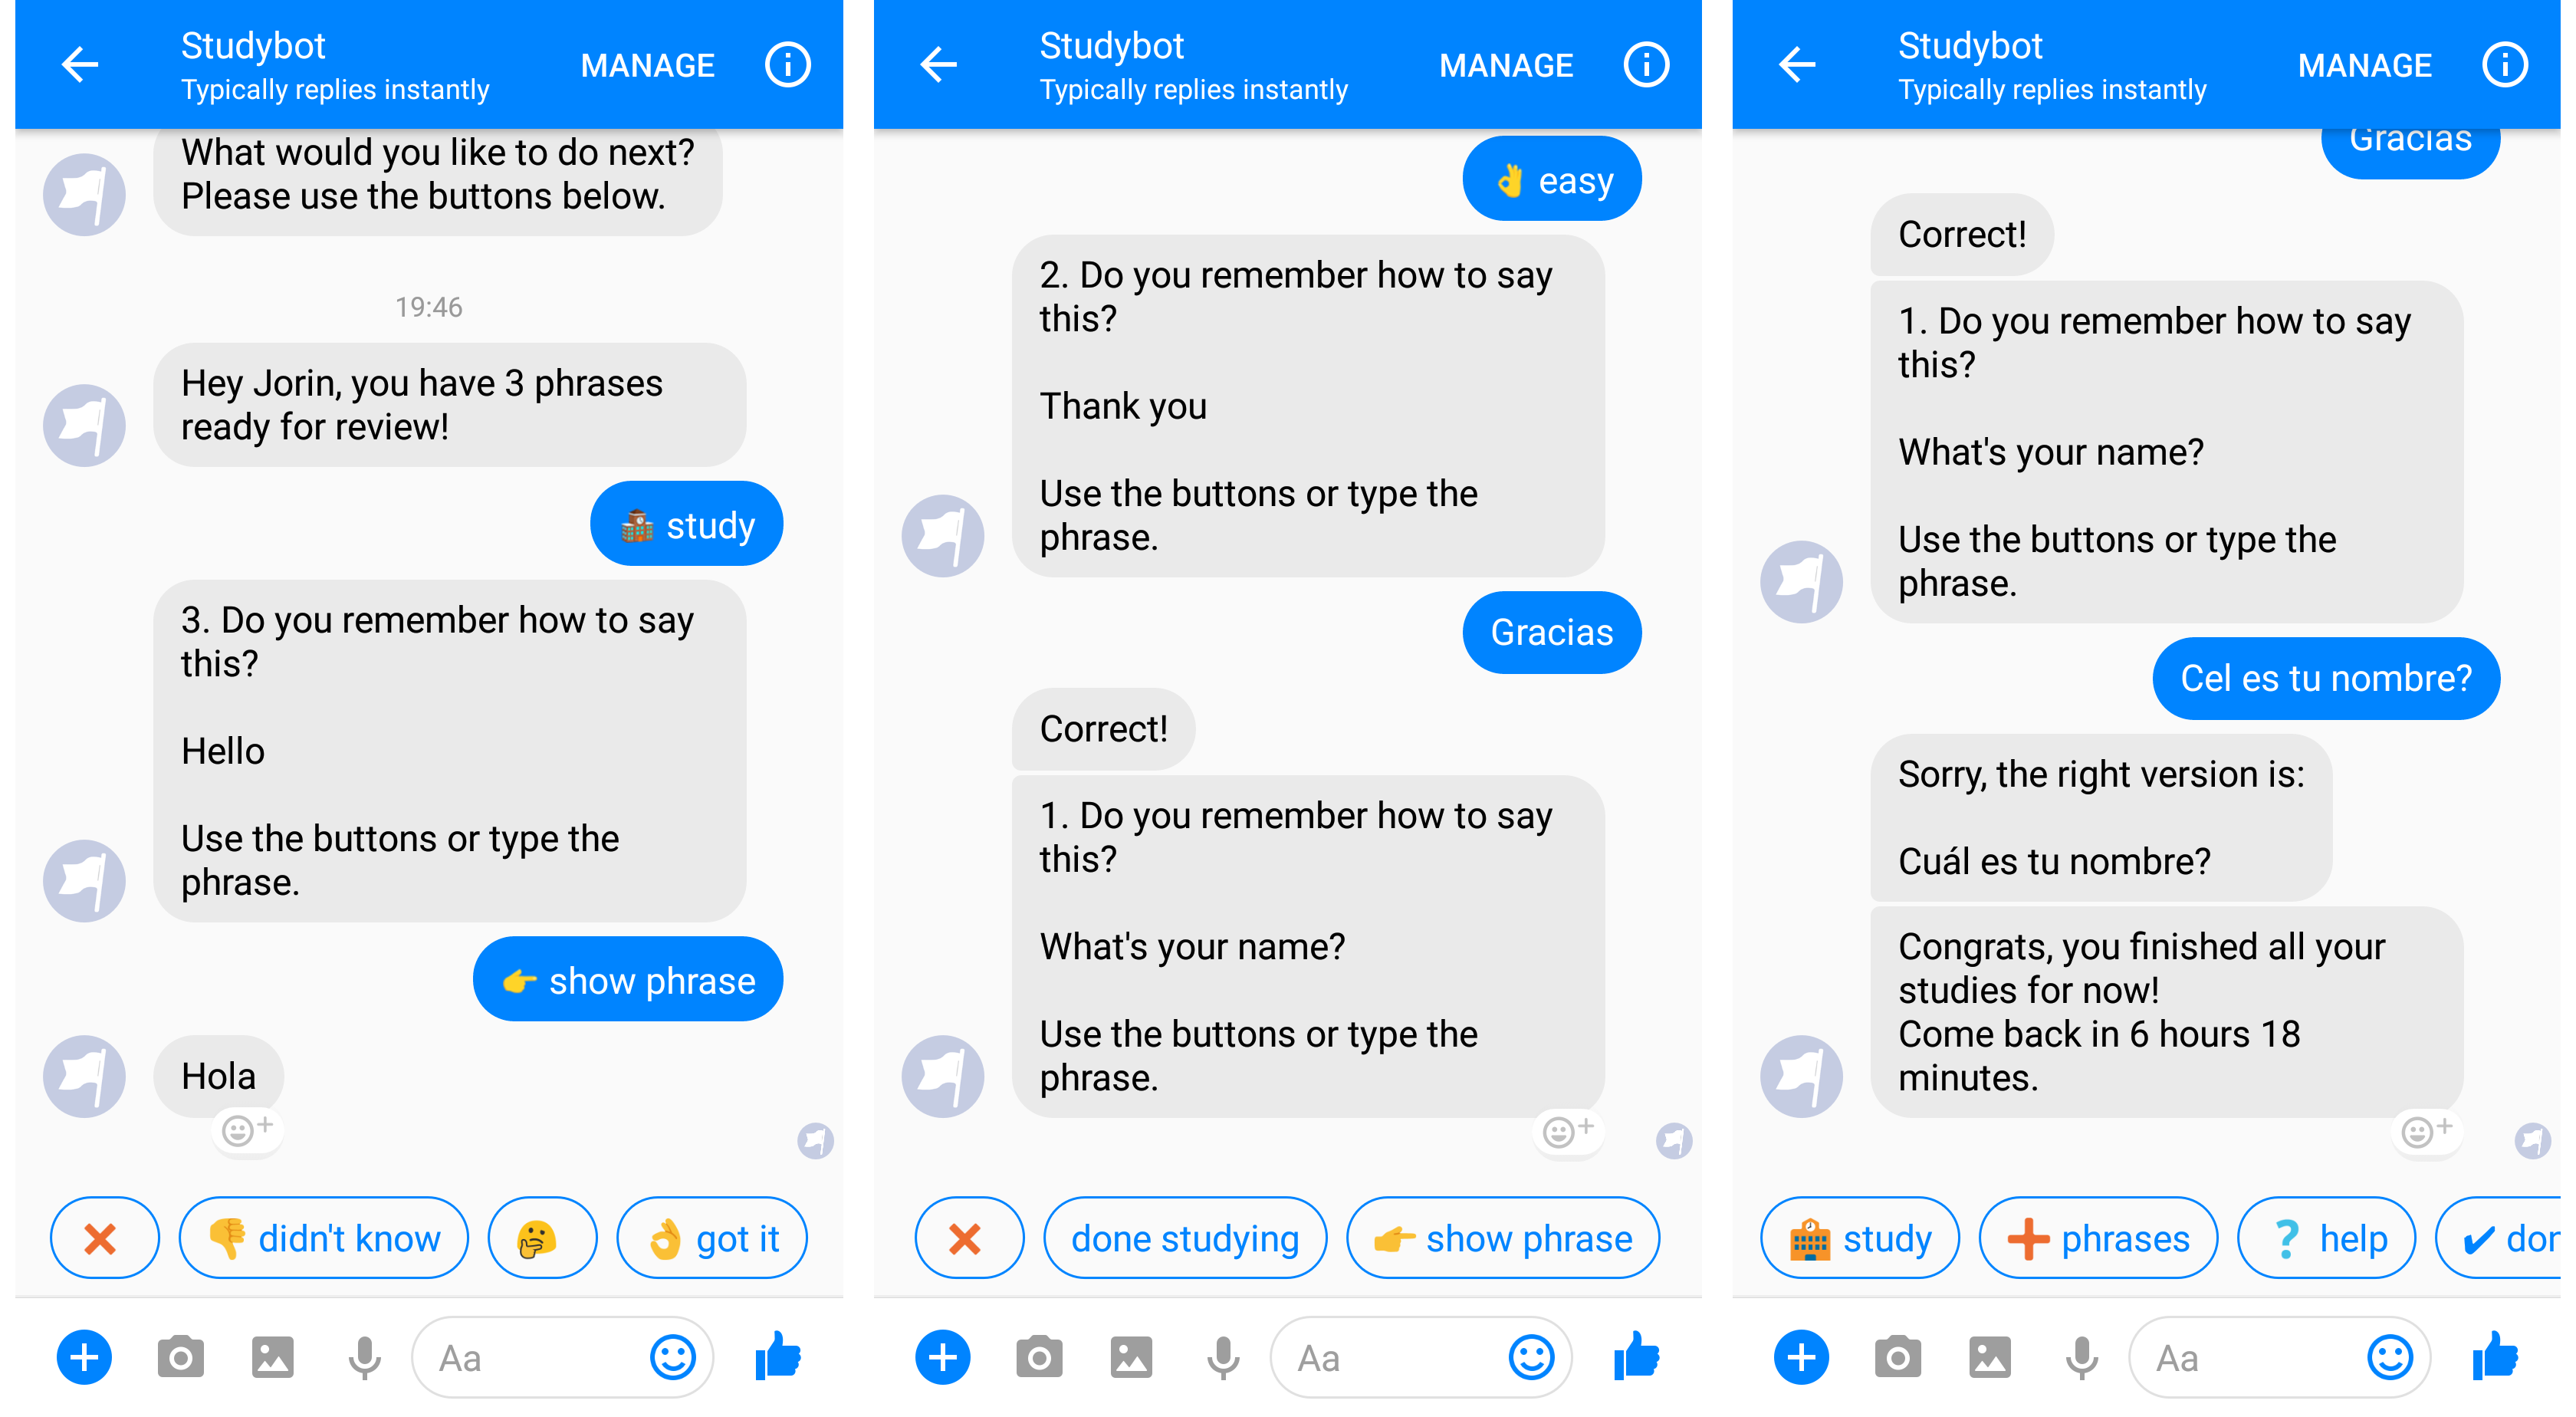 Studybot
Typically replies instantly
MANAGE
What would you like to do next?
Please use the buttons below.
19:46
Hey Jorin, you have 3 phrases
ready for review!
study
3. Do you remember how to say
this?
Hello
Use the buttons or type the
phrase.
show phrase
Hola
didn't know
got it
Aa
Studybot
Typically replies instantly
MANAGE
easy
2. Do you remember how to say
this?
Thank you
Use the buttons or type the
phrase.
Gracias
Correct!
1. Do you remember how to say
this?
What's your name?
Use the buttons or type the
phrase.
done studying
show phrase
Aa
Studybot
Typically replies instantly
MANAGE
Gracias
Correct!
1. Do you remember how to say
this?
What's your name?
Use the buttons or type the
phrase.
Cel es tu nombre?
Sorry, the right version is:
Cuál es tu nombre?
Congrats, you finished all your
studies for now!
Come back in 6 hours 18
minutes.
study
phrases
help
Aa